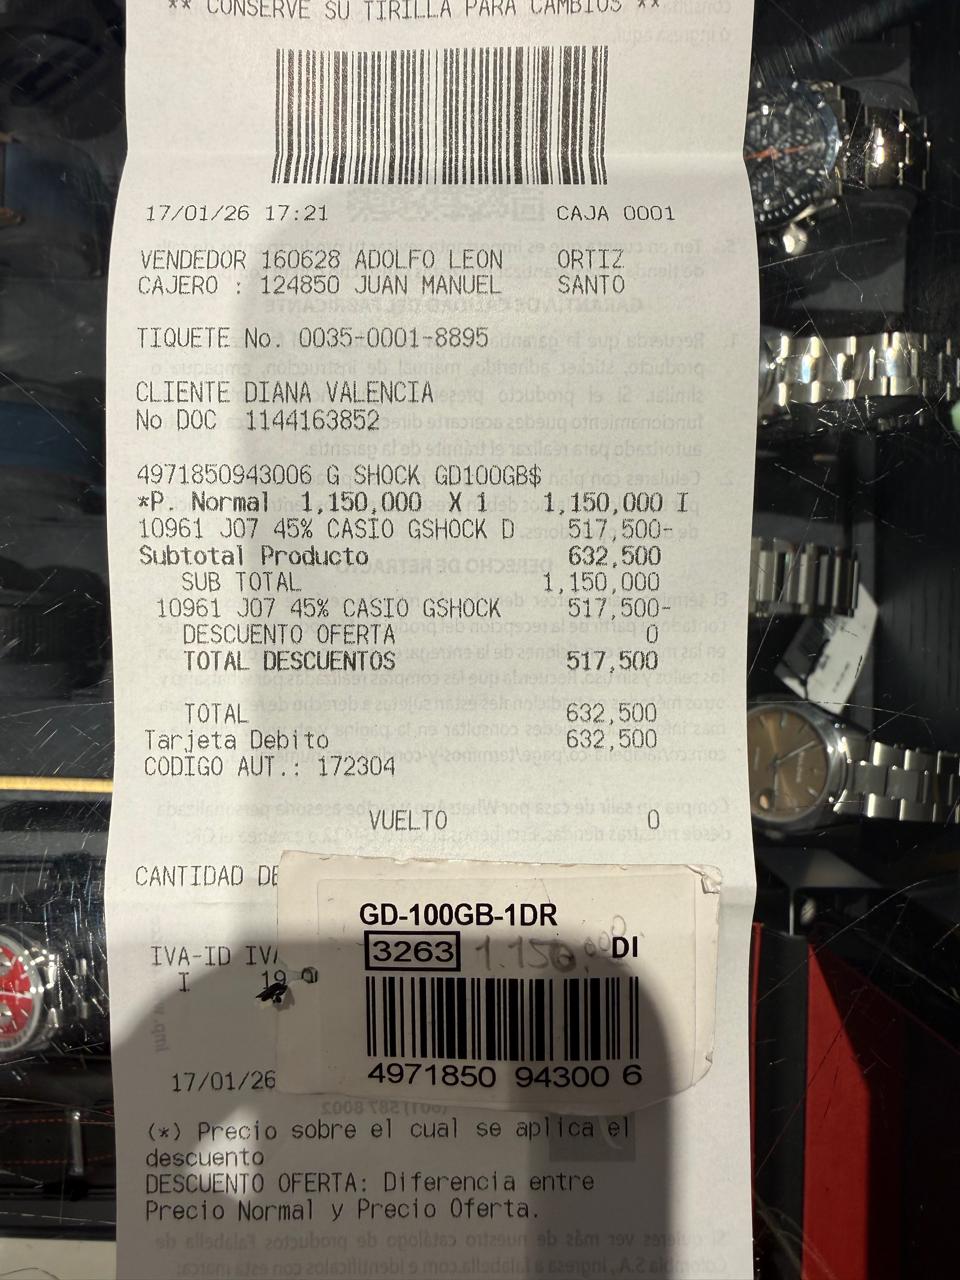 ** CONSERVE SU TIRILLA PARA CAMBIOS **
17/01/26 17:21 CAJA 0001
VENDEDOR 160628 ADOLFO LEON ORTIZ
CAJERO : 124850 JUAN MANUEL SANTO
TIQUETE No. 0035-0001-8895
CLIENTE DIANA VALENCIA
No DOC 1144163852
4971850943006 G SHOCK GD100GB$
*P. Normal 1,150,000 X 1 1,150,000 I
10961 J07 45% CASIO GSHOCK D 517,500-
Subtotal Producto 632,500
SUB TOTAL 1,150,000
10961 J07 45% CASIO GSHOCK 517,500-
DESCUENTO OFERTA 0
TOTAL DESCUENTOS 517,500
TOTAL 632,500
Tarjeta Debito 632,500
CODIGO AUT.: 172304
VUELTO 0
CANTIDAD DE
GD-100GB-1DR
3263 1.150.000 DI
4971850 94300 6
IVA-ID IVA
I 19
17/01/26
(*) Precio sobre el cual se aplica el
descuento
DESCUENTO OFERTA: Diferencia entre
Precio Normal y Precio Oferta.